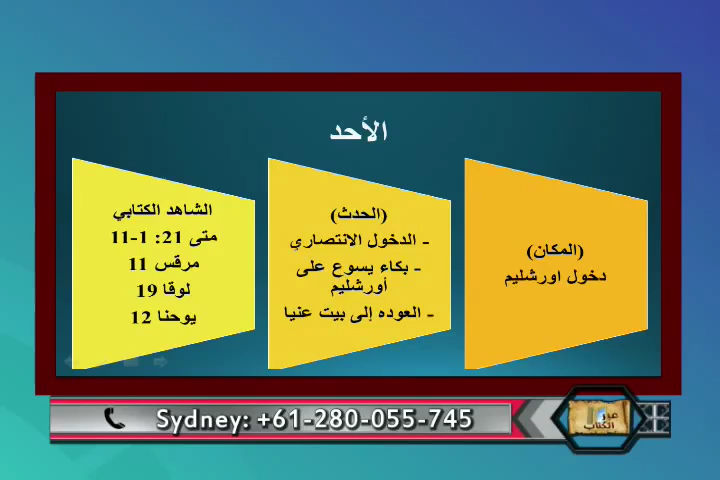 الأحد
(المكان)
دخول اورشليم
(الحدث)
- الدخول الانتصاري
- بكاء يسوع على
أورشليم
- العوده إلى بيت عنيا
الشاهد الكتابي
متى 21: 1-11
مرقس 11
لوقا 19
يوحنا 12
Sydney: +61-280-055-745
الكتاب